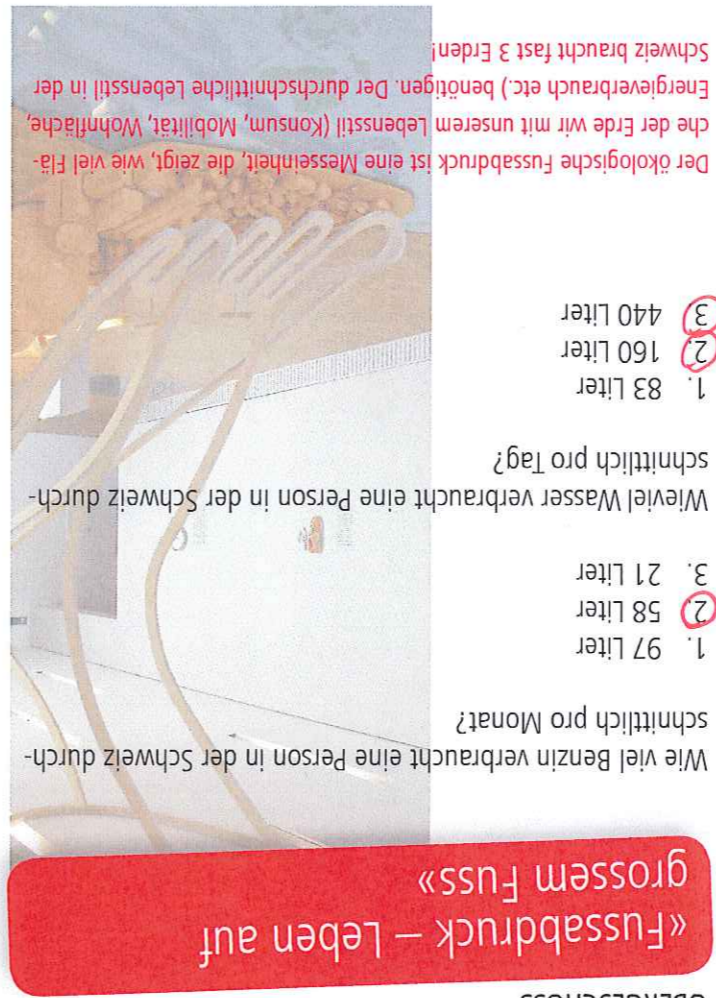 OBERGESCHOSS
«Fussabdruck – Leben auf
grossem Fuss»
Wie viel Benzin verbraucht eine Person in der Schweiz durch-
schnittlich pro Monat?
1. 97 Liter
2. 58 Liter
3. 21 Liter
Wieviel Wasser verbraucht eine Person in der Schweiz durch-
schnittlich pro Tag?
1. 83 Liter
2. 160 Liter
3. 440 Liter
Der ökologische Fussabdruck ist eine Messeinheit, die zeigt, wie viel Flä-
che der Erde wir mit unserem Lebensstil (Konsum, Mobilität, Wohnfläche,
Energieverbrauch etc.) benötigen. Der durchschnittliche Lebensstil in der
Schweiz braucht fast 3 Erden!